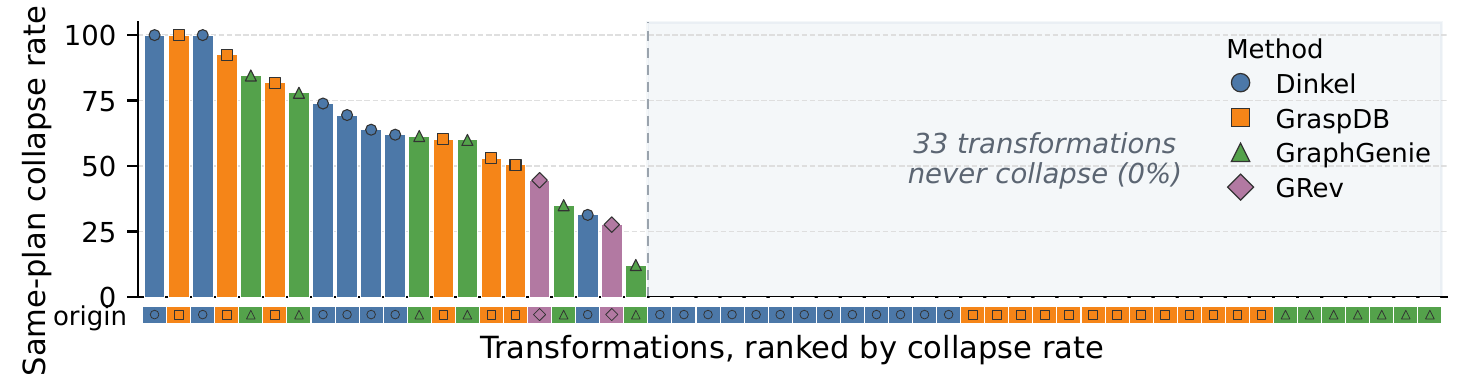 Same-plan collapse rate
100
75
50
25
0
origin
33 transformations
never collapse (0%)
Method
Dinkel
GraspDB
GraphGenie
GRev
Transformations, ranked by collapse rate